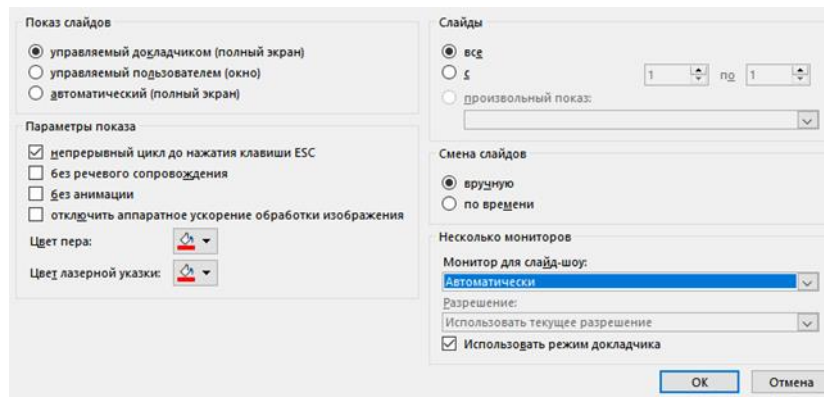 Показ слайдов
управляемый докладчиком (полный экран)
управляемый пользователем (окно)
автоматический (полный экран)
Параметры показа
непрерывный цикл до нажатия клавиши ESC
без речевого сопровождения
без анимации
отключить аппаратное ускорение обработки изображения
Цвет пера:
Цвет лазерной указки:
Слайды
все
с 1 по 1
произвольный показ:
Смена слайдов
вручную
по времени
Несколько мониторов
Монитор для слайд-шоу:
Автоматически
Разрешение:
Использовать текущее разрешение
Использовать режим докладчика
ОК Отмена